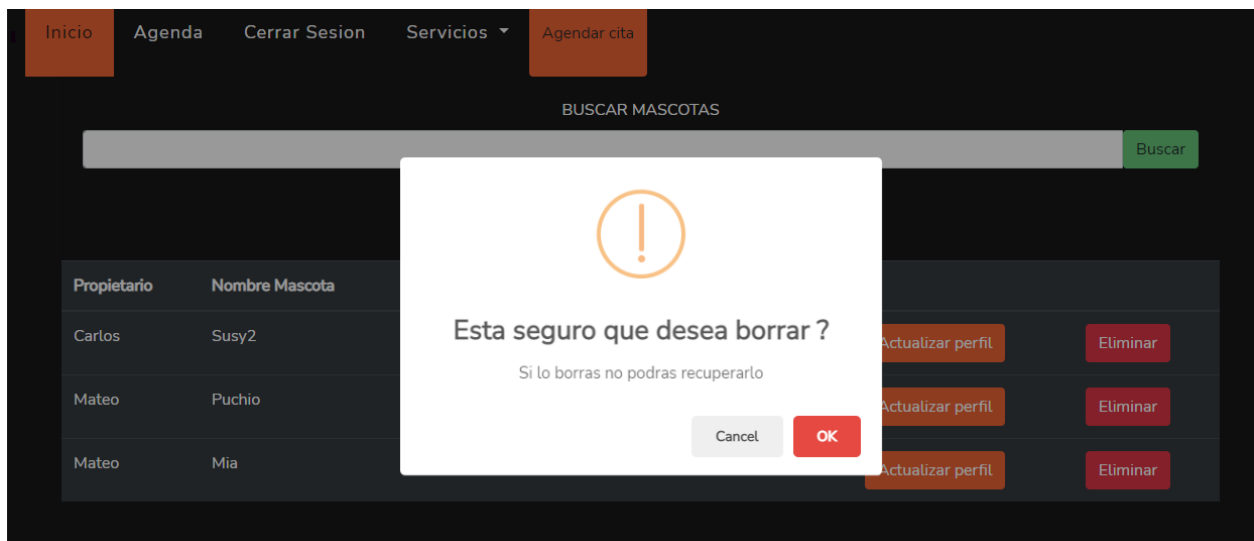 Inicio Agenda Cerrar Sesion Servicios Agendar cita
BUSCAR MASCOTAS
Buscar
Propietario Nombre Mascota
Carlos Susy2 Actualizar perfil Eliminar
Mateo Puchio Actualizar perfil Eliminar
Mateo Mia Actualizar perfil Eliminar
Esta seguro que desea borrar ?
Si lo borras no podras recuperarlo
Cancel OK